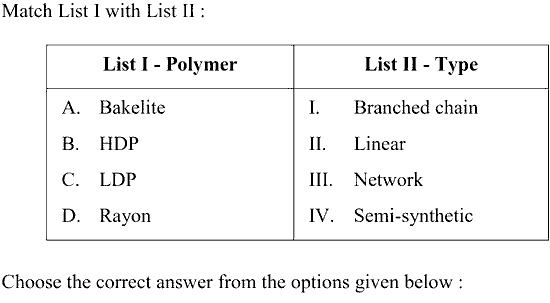 Match List I with List II :
List I - Polymer List II - Type
A. Bakelite I. Branched chain
B. HDP II. Linear
C. LDP III. Network
D. Rayon IV. Semi-synthetic
Choose the correct answer from the options given below :